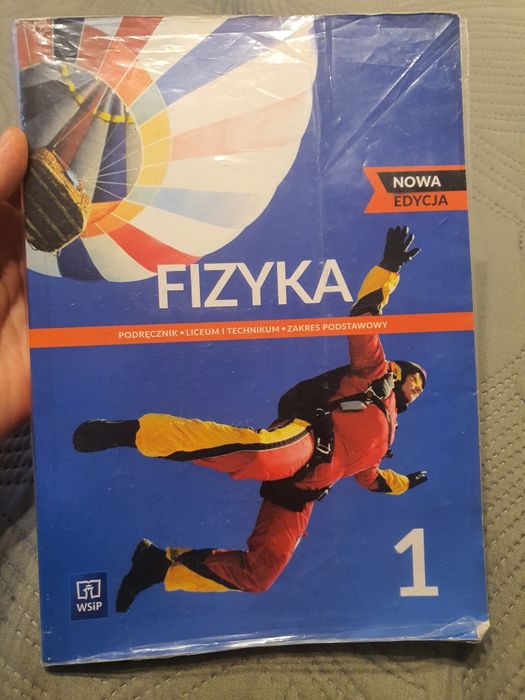 NOWA
EDYCJA
FIZYKA
PODRĘCZNIK • LICEUM I TECHNIKUM • ZAKRES PODSTAWOWY
1
WSiP